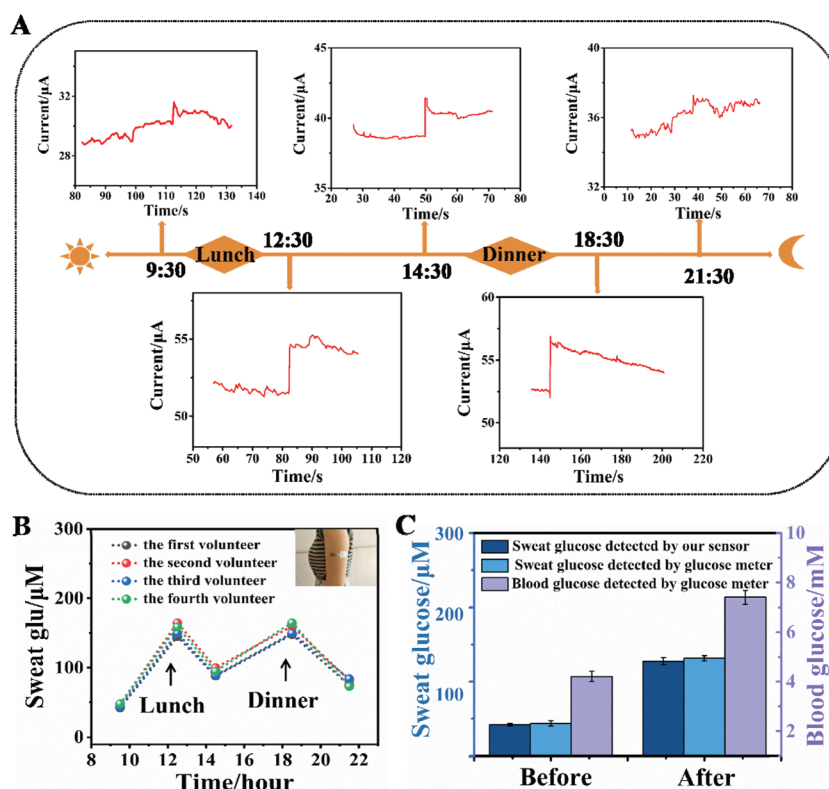 A
Current/µA
32
30
28
80 90 100 110 120 130 140
Time/s
Current/µA
45
40
35
20 30 40 50 60 70 80
Time/s
Current/µA
40
36
32
0 10 20 30 40 50 60 70 80
Time/s
9:30
Lunch
12:30
14:30
Dinner
18:30
21:30
Current/µA
55
50
50 60 70 80 90 100 110 120
Time/s
Current/µA
60
55
50
120 140 160 180 200 220
Time/s
B
Sweat glu/µM
300
200
100
0
the first volunteer
the second volunteer
the third volunteer
the fourth volunteer
Lunch
Dinner
8 10 12 14 16 18 20 22
Time/hour
C
Sweat glucose/µM
300
200
100
Sweat glucose detected by our sensor
Sweat glucose detected by glucose meter
Blood glucose detected by glucose meter
10
8
6
4
2
Blood glucose/mM
Before
After